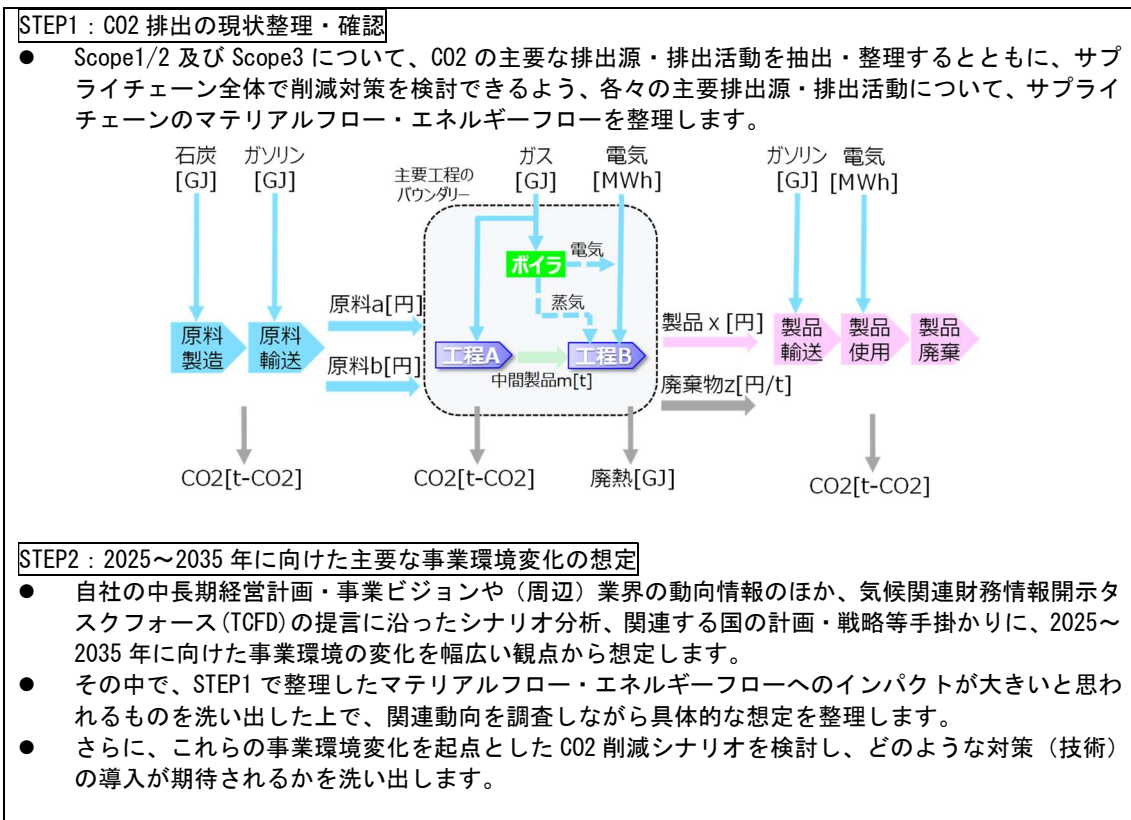 STEP1：CO2 排出の現状整理・確認
● Scope1/2 及び Scope3 について、CO2 の主要な排出源・排出活動を抽出・整理するとともに、サプ
ライチェーン全体で削減対策を検討できるよう、各々の主要排出源・排出活動について、サプライ
チェーンのマテリアルフロー・エネルギーフローを整理します。
石炭 ガソリン ガス 電気 ガソリン 電気
[GJ] [GJ] [GJ] [MWh] [GJ] [MWh]
主要工程の
バウンダリー
電気
ボイラ
蒸気
原料a[円]
製品ｘ[円]
原料 原料 製品 製品 製品
製造 輸送 輸送 使用 廃棄
工程A 工程B
原料b[円]
中間製品m[t]
廃棄物z[円/t]
CO2[t-CO2] CO2[t-CO2] 廃熱[GJ] CO2[t-CO2]
STEP2：2025～2035 年に向けた主要な事業環境変化の想定
● 自社の中長期経営計画・事業ビジョンや（周辺）業界の動向情報のほか、気候関連財務情報開示タ
スクフォース(TCFD)の提言に沿ったシナリオ分析、関連する国の計画・戦略等手掛かりに、2025～
2035 年に向けた事業環境の変化を幅広い観点から想定します。
● その中で、STEP1 で整理したマテリアルフロー・エネルギーフローへのインパクトが大きいと思わ
れるものを洗い出した上で、関連動向を調査しながら具体的な想定を整理します。
● さらに、これらの事業環境変化を起点とした CO2 削減シナリオを検討し、どのような対策（技術）
の導入が期待されるかを洗い出します。